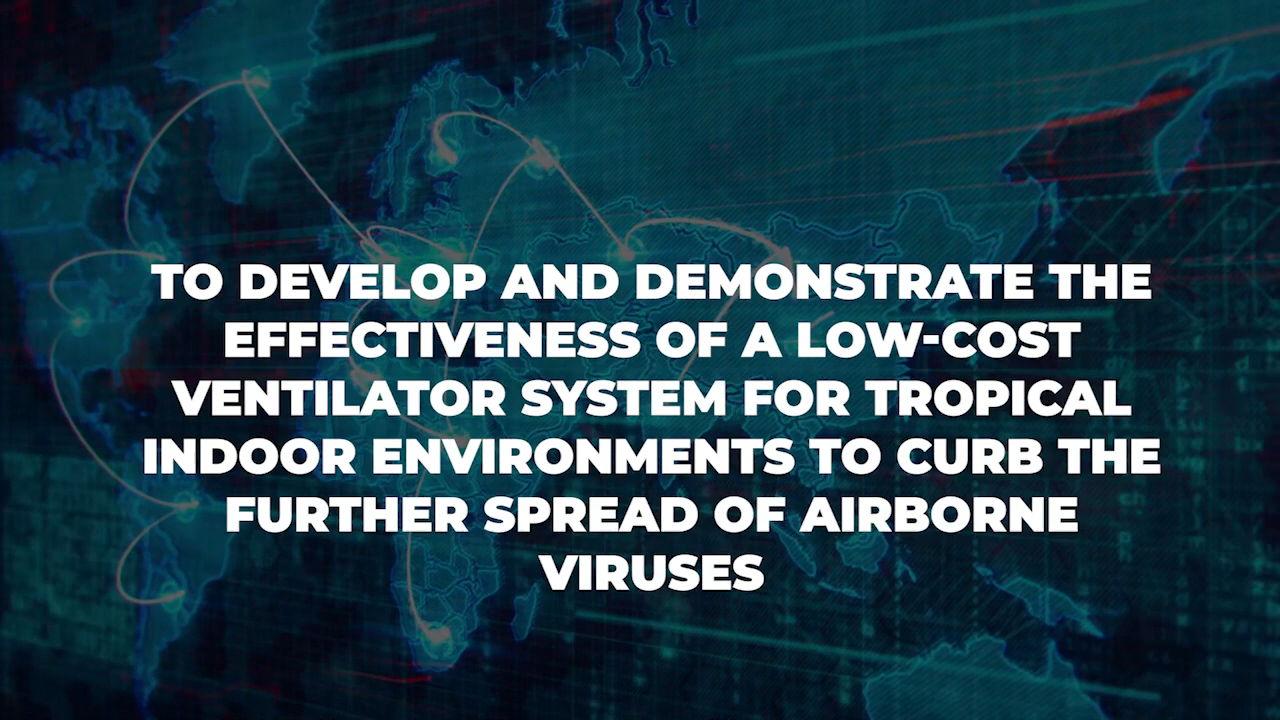 TO DEVELOP AND DEMONSTRATE THE
EFFECTIVENESS OF A LOW-COST
VENTILATOR SYSTEM FOR TROPICAL
INDOOR ENVIRONMENTS TO CURB THE
FURTHER SPREAD OF AIRBORNE
VIRUSES